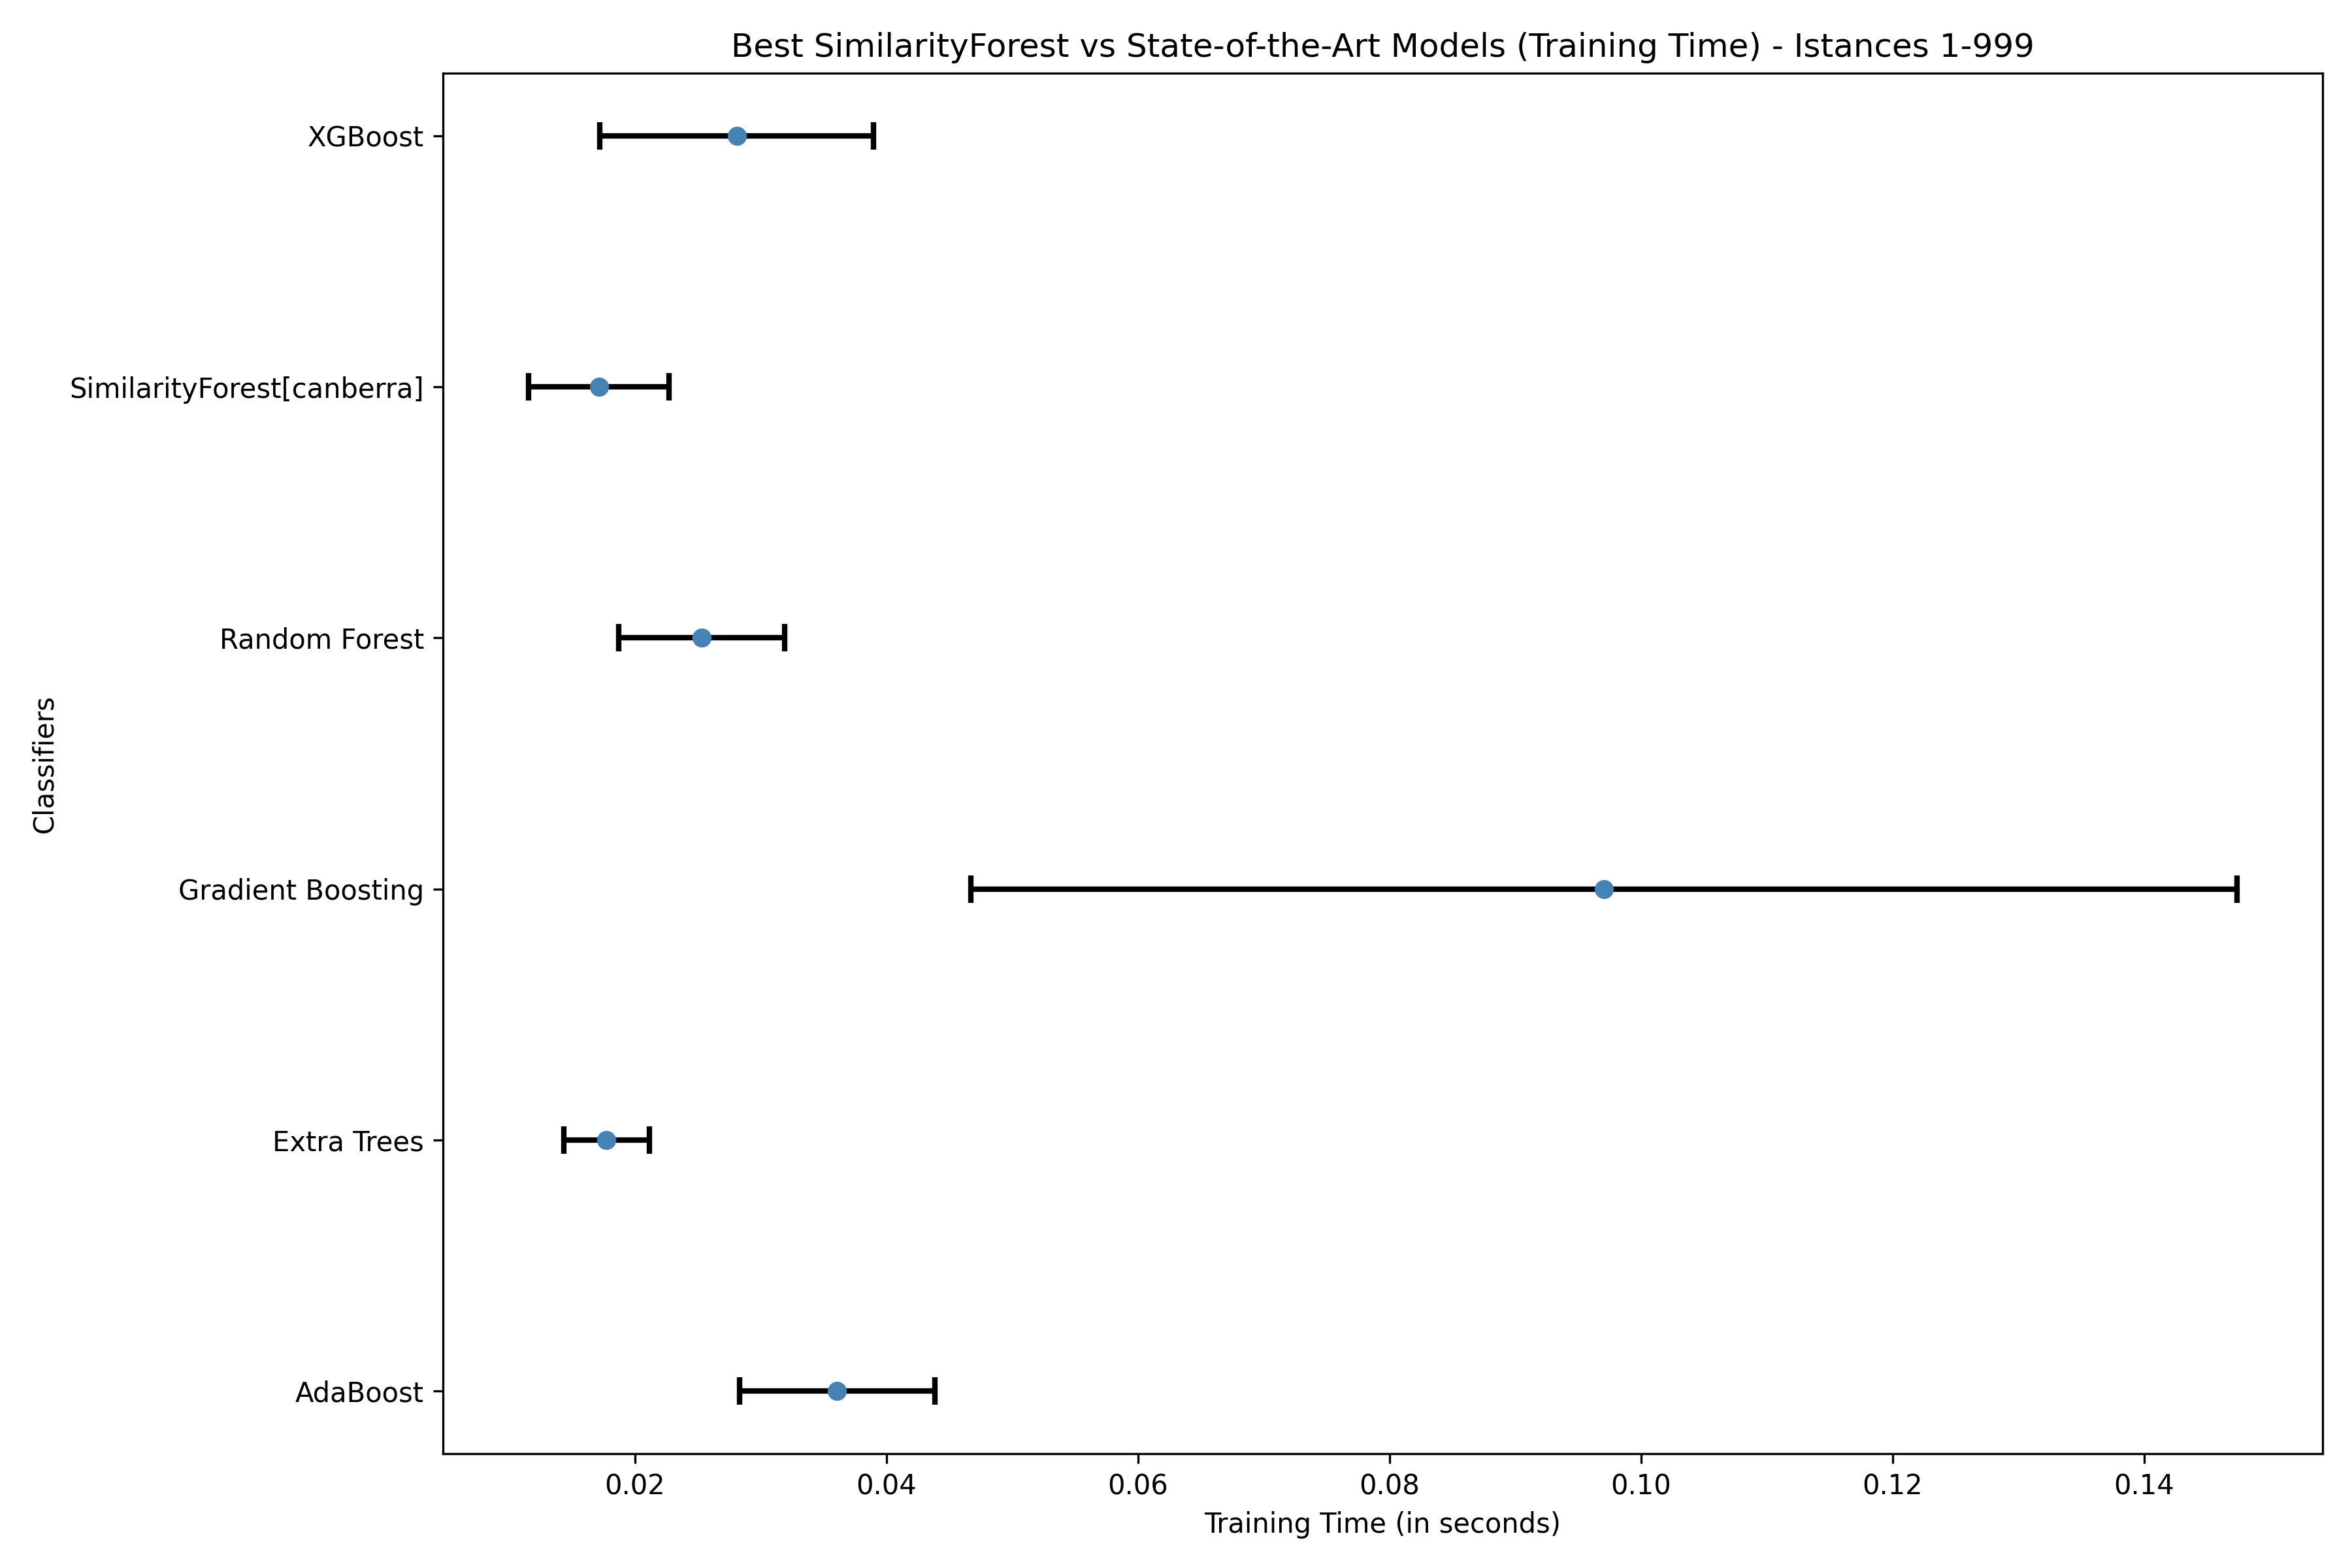 Best SimilarityForest vs State-of-the-Art Models (Training Time) - Istances 1-999
XGBoost
SimilarityForest[canberra]
Random Forest
Gradient Boosting
Extra Trees
AdaBoost
Classifiers
0.02 0.04 0.06 0.08 0.10 0.12 0.14
Training Time (in seconds)